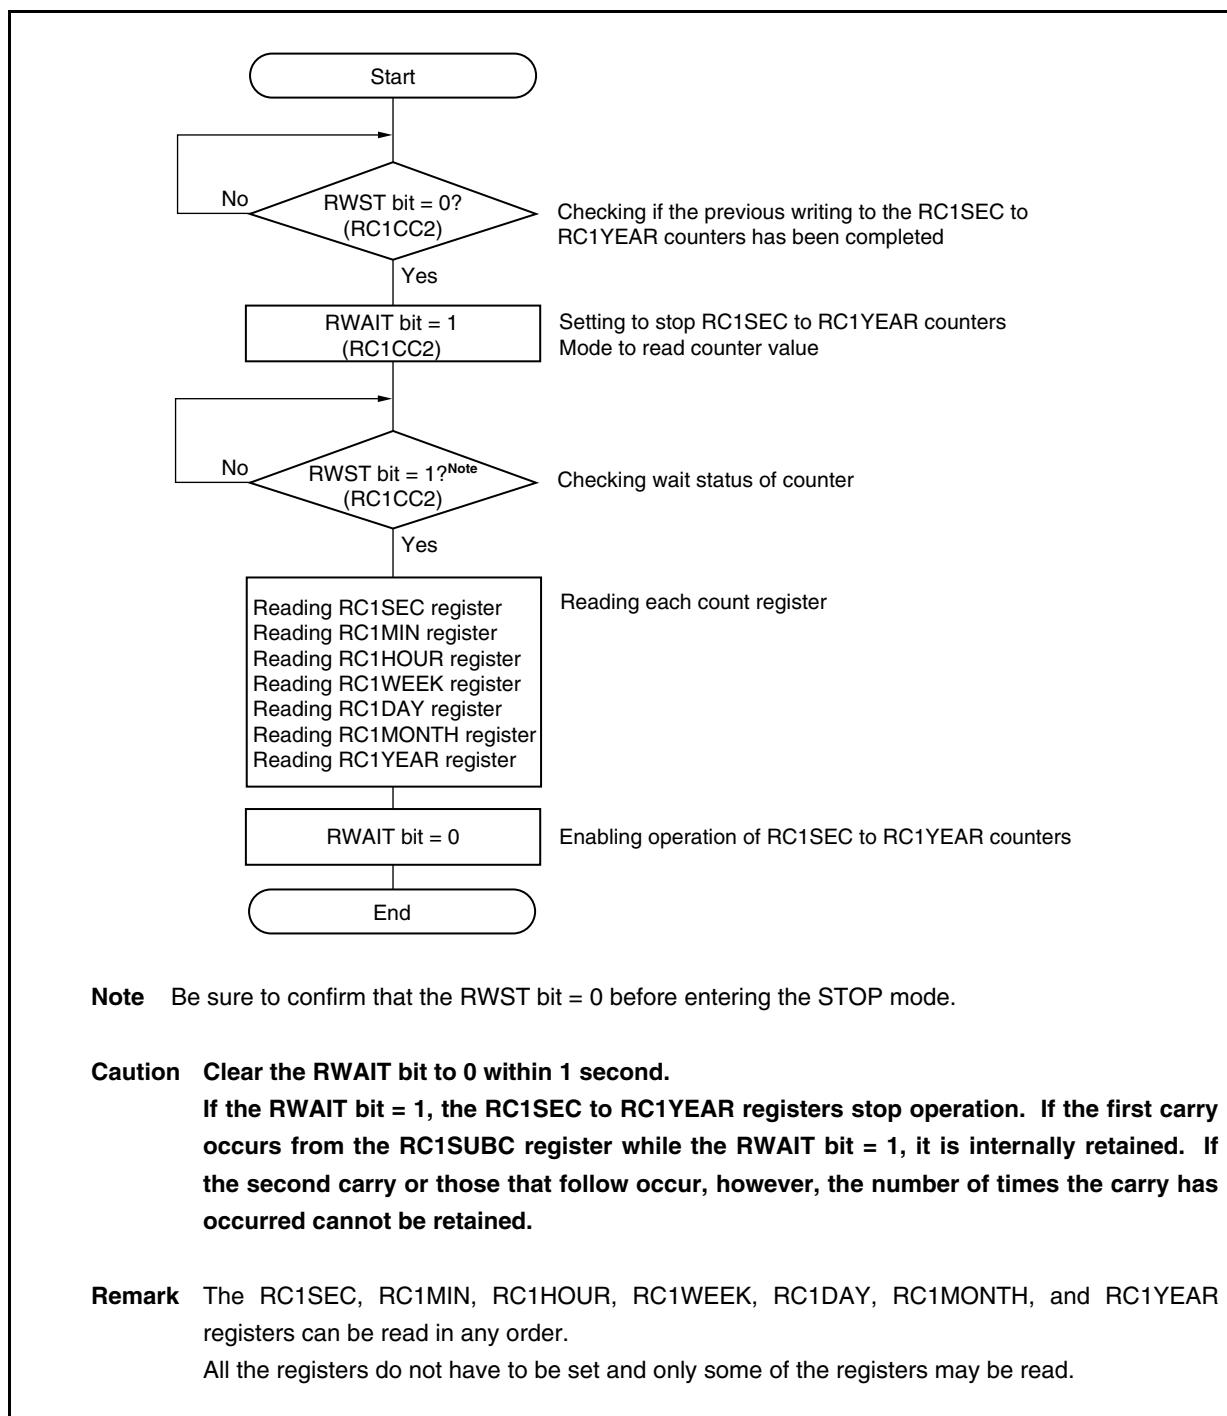 Start
No
RWST bit = 0?
(RC1CC2)
Checking if the previous writing to the RC1SEC to
RC1YEAR counters has been completed
Yes
RWAIT bit = 1
(RC1CC2)
Setting to stop RC1SEC to RC1YEAR counters
Mode to read counter value
No
RWST bit = 1?Note
(RC1CC2)
Checking wait status of counter
Yes
Reading RC1SEC register
Reading RC1MIN register
Reading RC1HOUR register
Reading RC1WEEK register
Reading RC1DAY register
Reading RC1MONTH register
Reading RC1YEAR register
Reading each count register
RWAIT bit = 0
Enabling operation of RC1SEC to RC1YEAR counters
End
Note Be sure to confirm that the RWST bit = 0 before entering the STOP mode.
Caution Clear the RWAIT bit to 0 within 1 second.
If the RWAIT bit = 1, the RC1SEC to RC1YEAR registers stop operation. If the first carry
occurs from the RC1SUBC register while the RWAIT bit = 1, it is internally retained. If
the second carry or those that follow occur, however, the number of times the carry has
occurred cannot be retained.
Remark The RC1SEC, RC1MIN, RC1HOUR, RC1WEEK, RC1DAY, RC1MONTH, and RC1YEAR
registers can be read in any order.
All the registers do not have to be set and only some of the registers may be read.